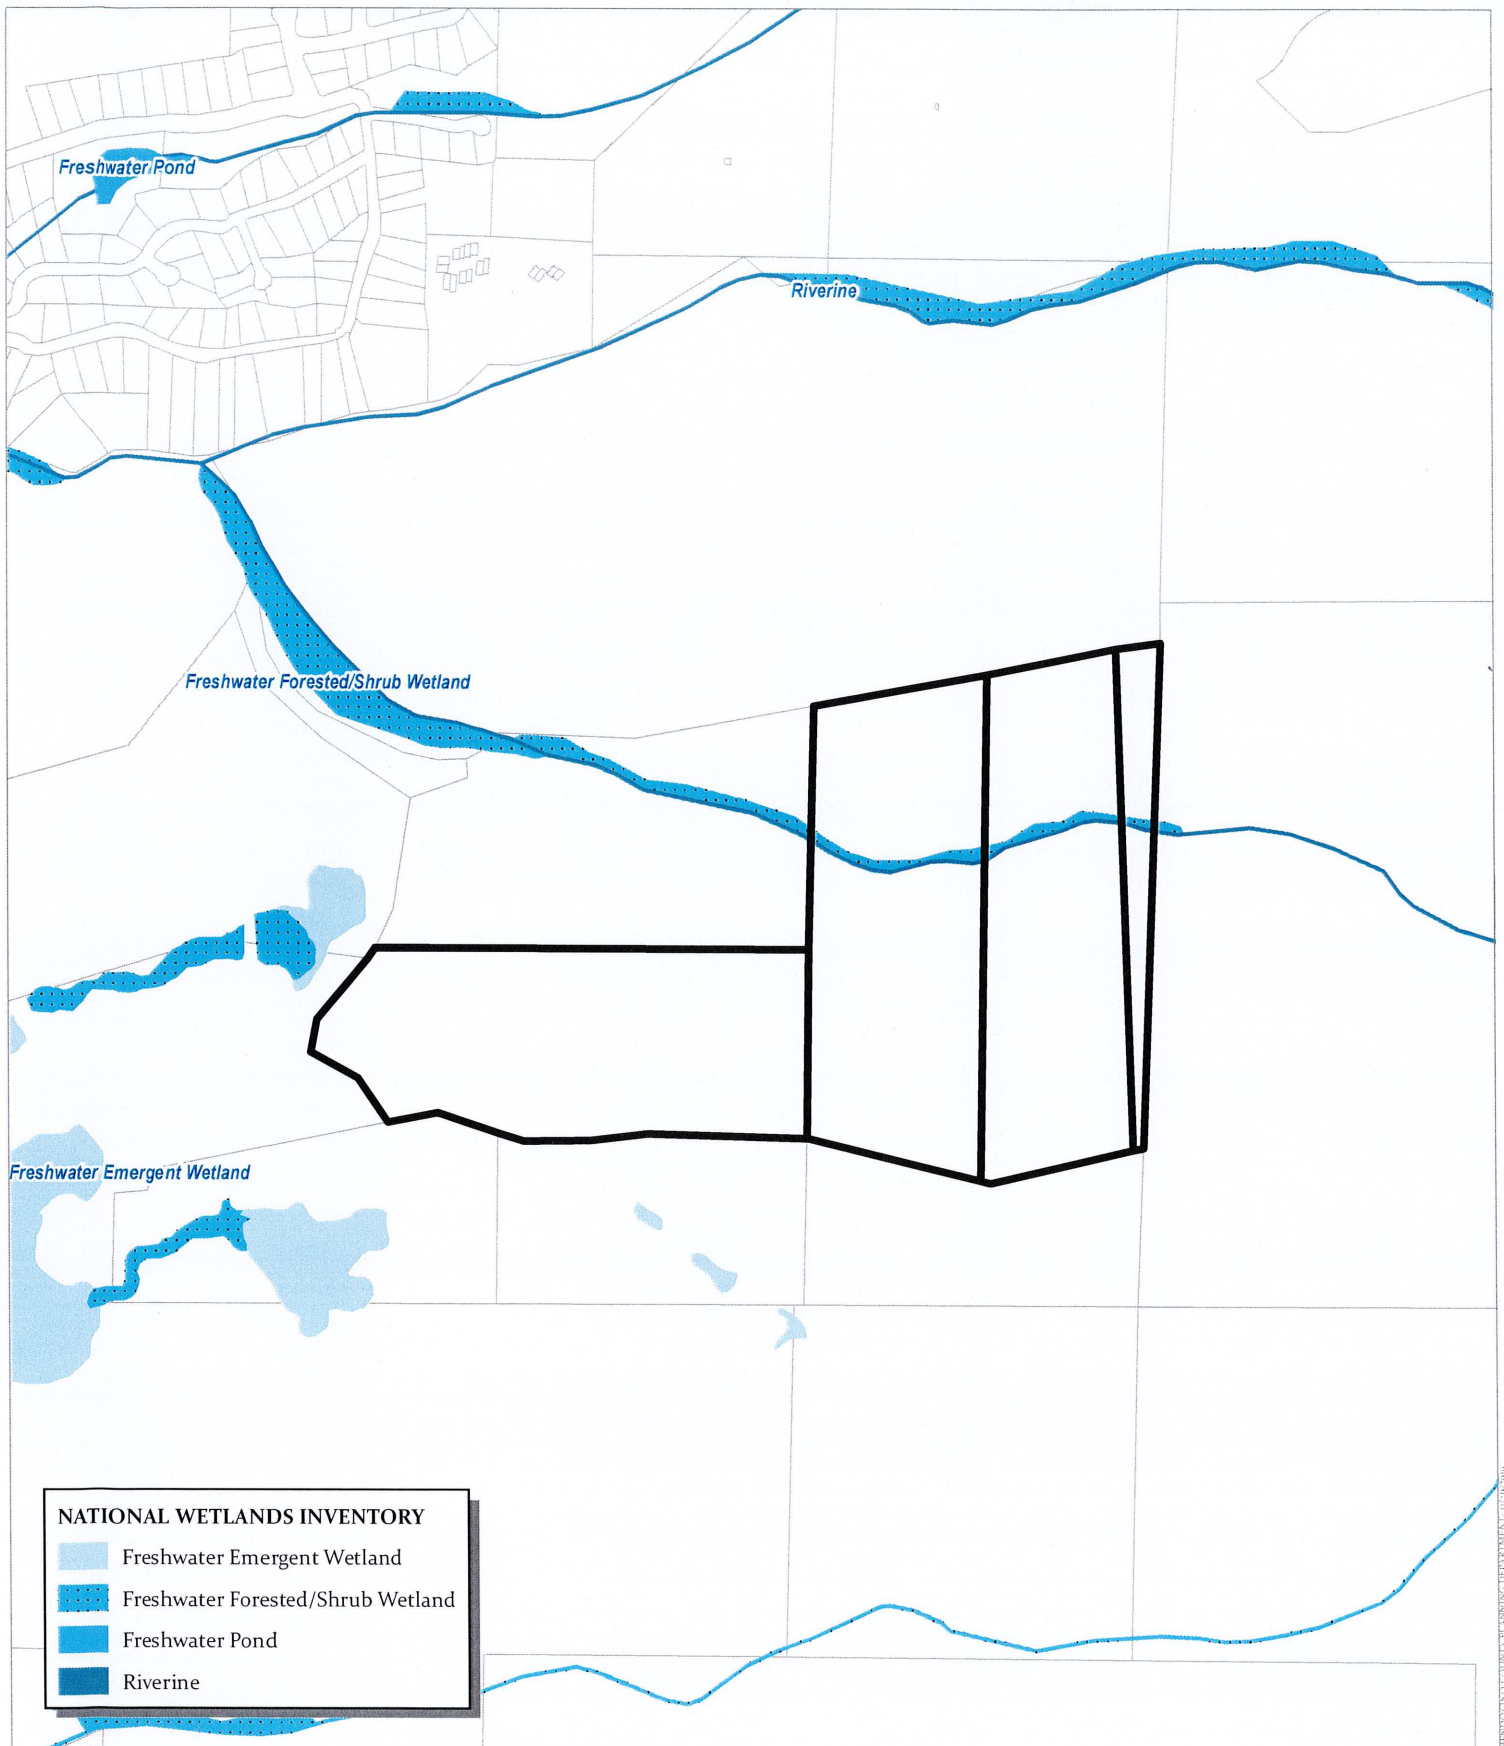 Freshwater Pond
Riverine
Freshwater Forested/Shrub Wetland
Freshwater Emergent Wetland
NATIONAL WETLANDS INVENTORY
Freshwater Emergent Wetland
Freshwater Forested/Shrub Wetland
Freshwater Pond
Riverine